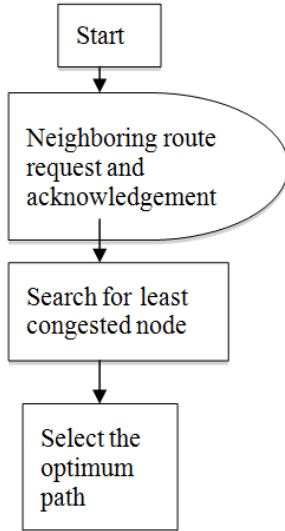 Start
Neighboring route
request and
acknowledgement
Search for least
congested node
Select the
optimum
path